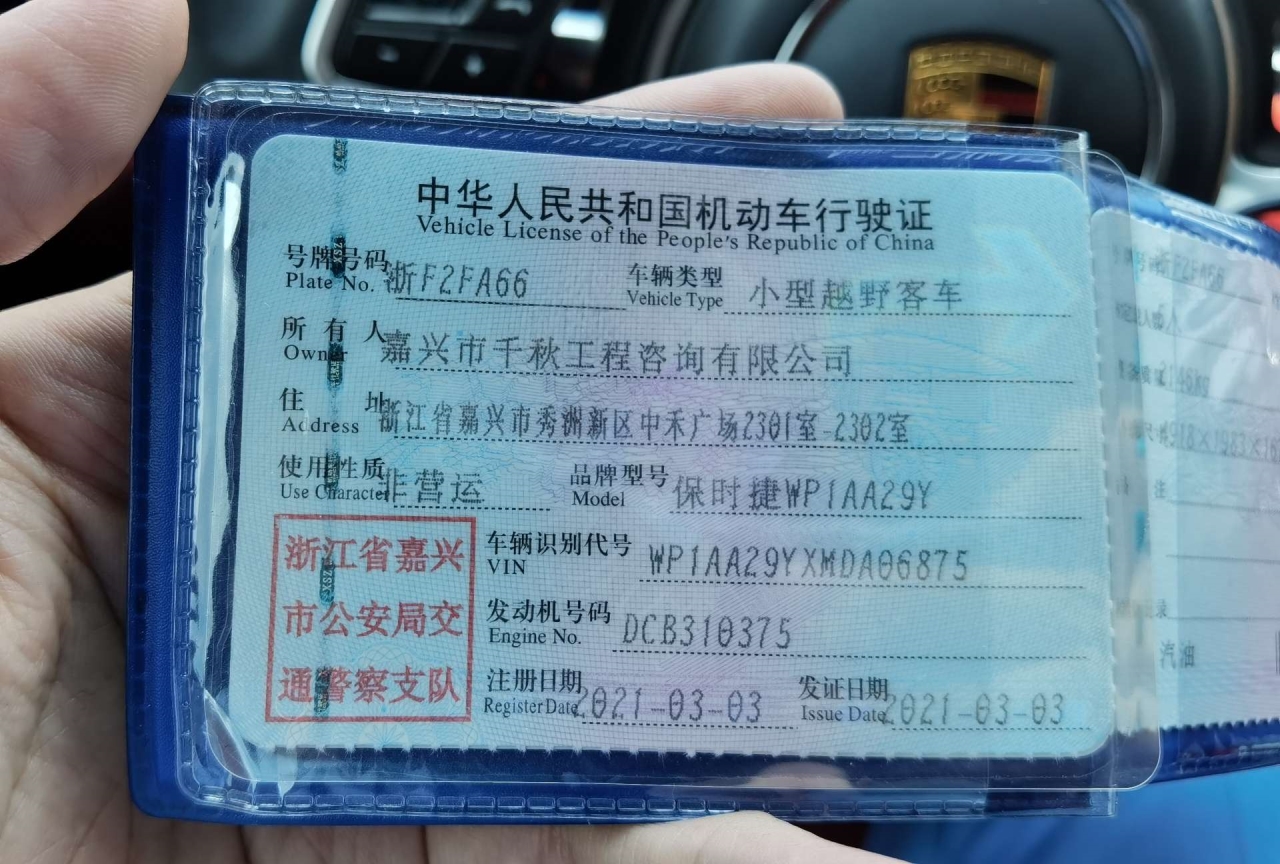 中华人民共和国机动车行驶证
Vehicle License of the People's Republic of China
号牌号码 浙F2FA66 车辆类型 小型越野客车
Plate No. Vehicle Type
所有人 嘉兴市千秋工程咨询有限公司
Owner
住址 浙江省嘉兴市秀洲新区中禾广场2301室-2302室
Address
使用性质 非营运 品牌型号 保时捷WP1AA29Y
Use Character Model
浙江省嘉兴
市公安局交
通警察支队
车辆识别代号 WP1AA29YXMDA06875
VIN
发动机号码 DCB310375
Engine No.
注册日期 2021-03-03 发证日期 2021-03-03
Register Date Issue Date
浙F2FA66
汽油